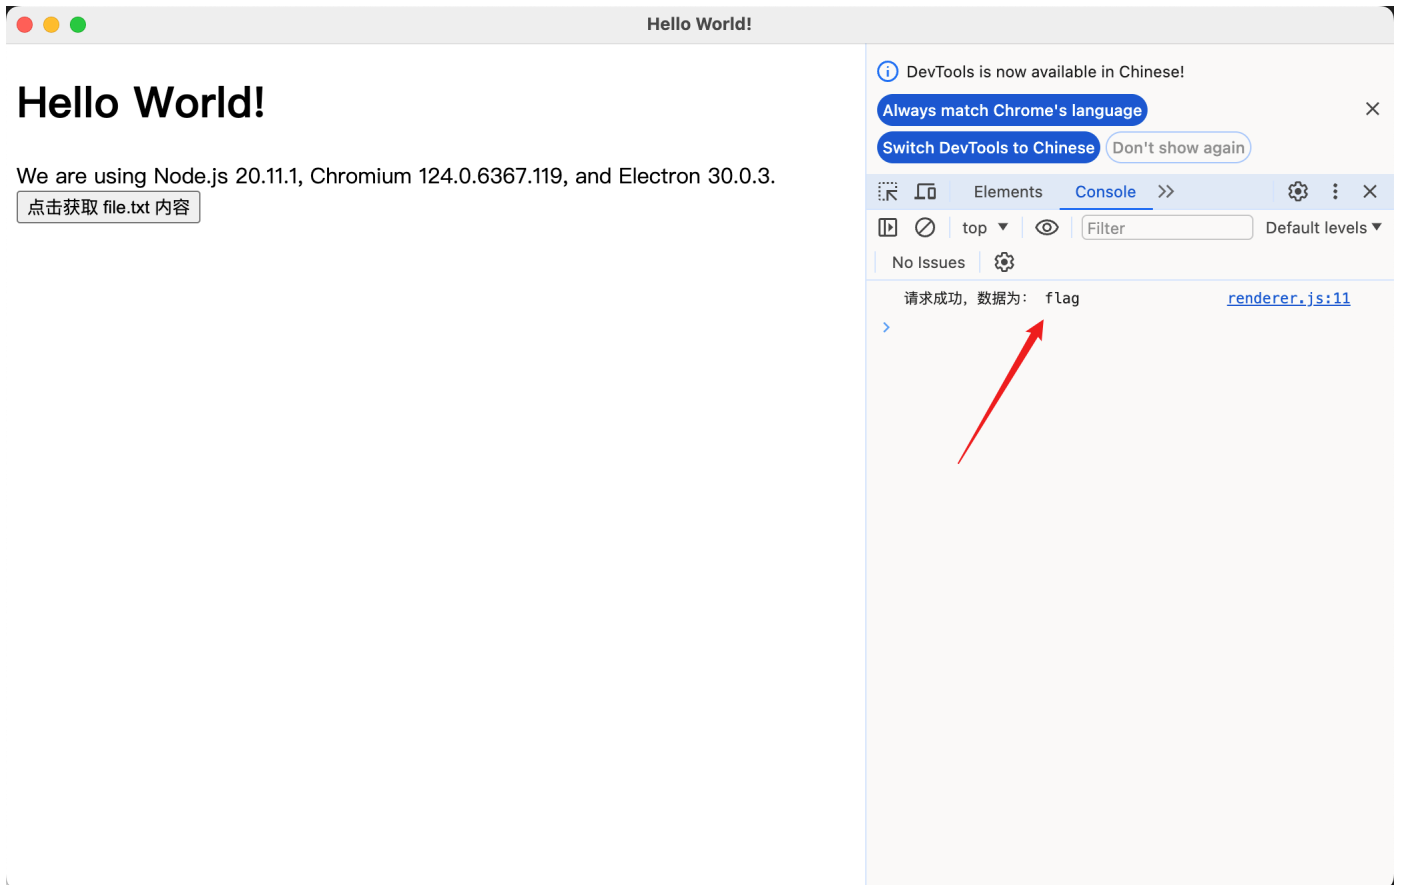 Hello World!
Hello World!
We are using Node.js 20.11.1, Chromium 124.0.6367.119, and Electron 30.0.3.
点击获取 file.txt 内容
DevTools is now available in Chinese!
Always match Chrome's language
Switch DevTools to Chinese Don't show again
Elements Console
top Filter Default levels
No Issues
请求成功，数据为： flag renderer.js:11